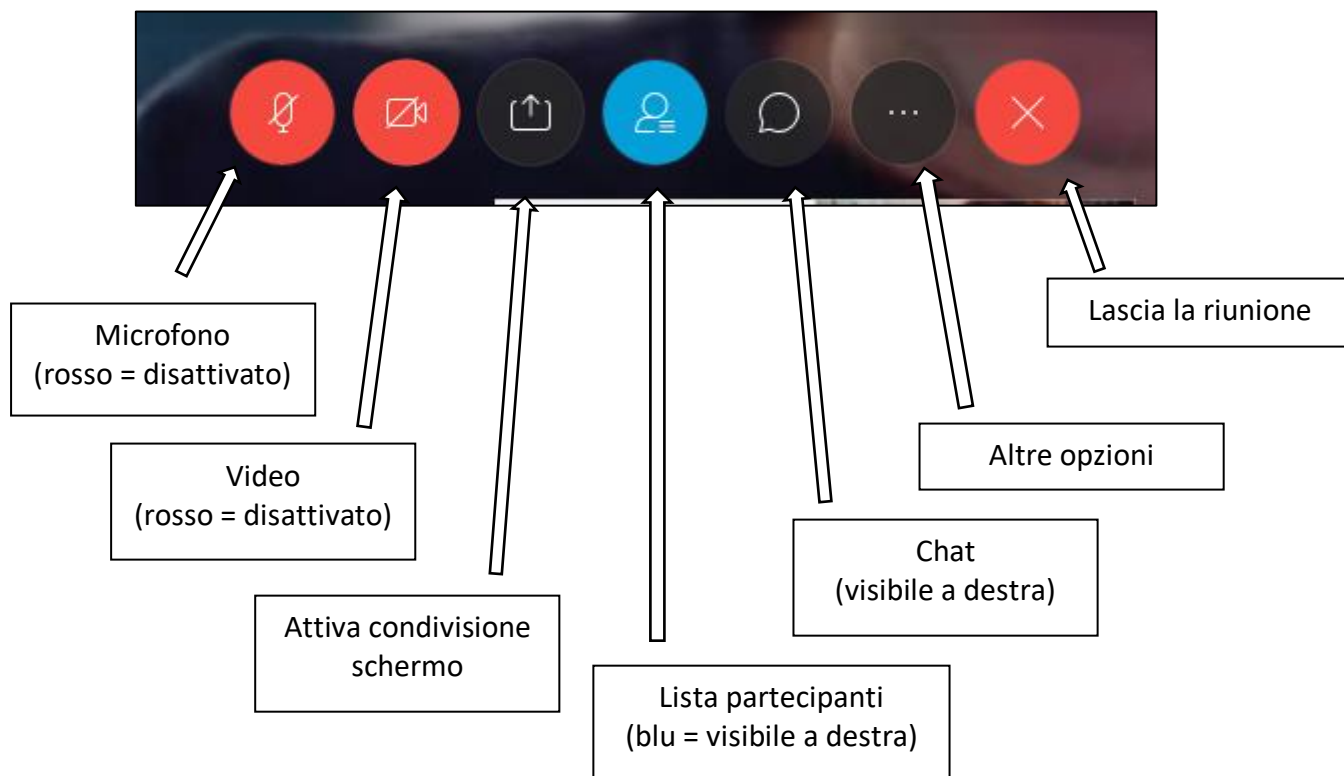 Microfono
(rosso = disattivato)
Video
(rosso = disattivato)
Attiva condivisione
schermo
Lista partecipanti
(blu = visibile a destra)
Chat
(visibile a destra)
Altre opzioni
Lascia la riunione